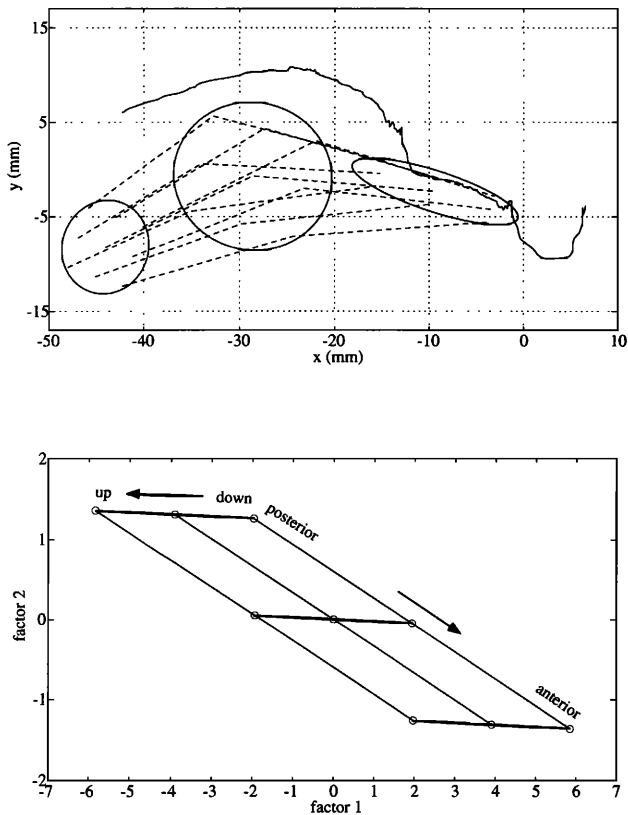 15
5
-5
-15
y (mm)
-50 -40 -30 -20 -10 0 10
x (mm)
2
1
0
-1
-2
factor 2
up down
posterior
anterior
-7 -6 -5 -4 -3 -2 -1 0 1 2 3 4 5 6 7
factor 1